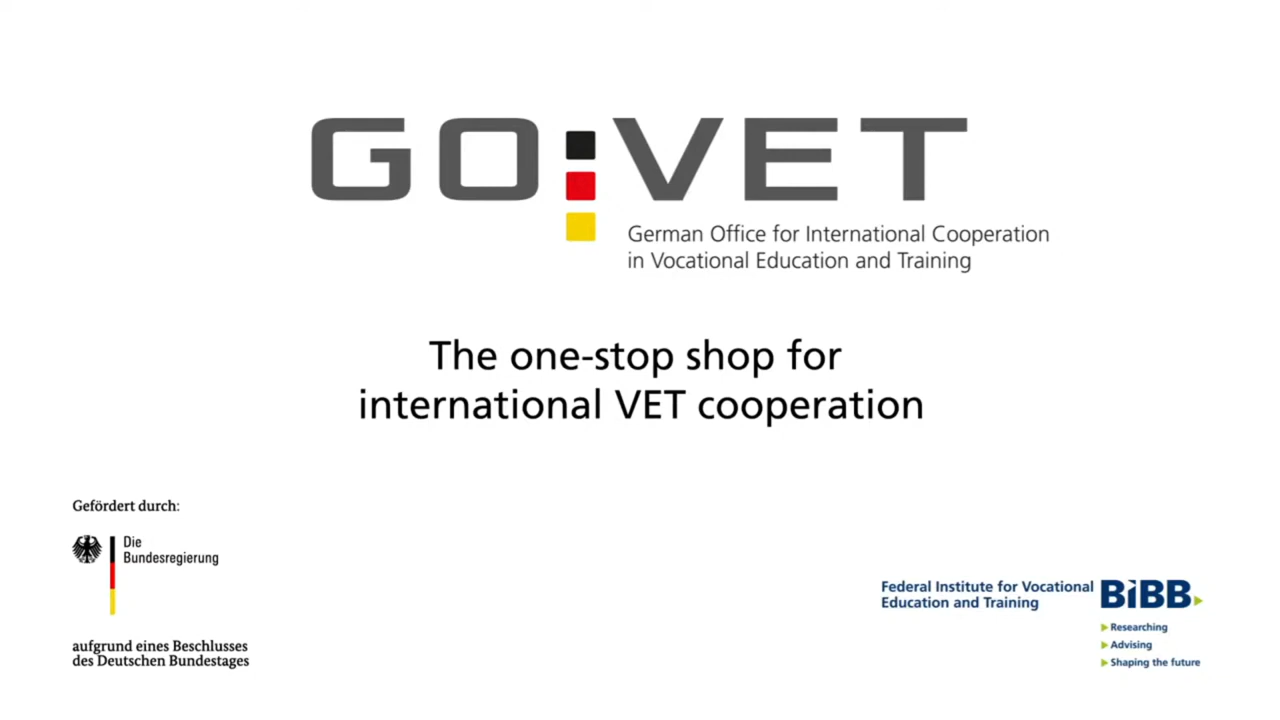 GO VET
German Office for International Cooperation
in Vocational Education and Training
The one-stop shop for
international VET cooperation
Gefördert durch:
Die
Bundesregierung
aufgrund eines Beschlusses
des Deutschen Bundestages
Federal Institute for Vocational
Education and Training
BiBB
Researching
Advising
Shaping the future